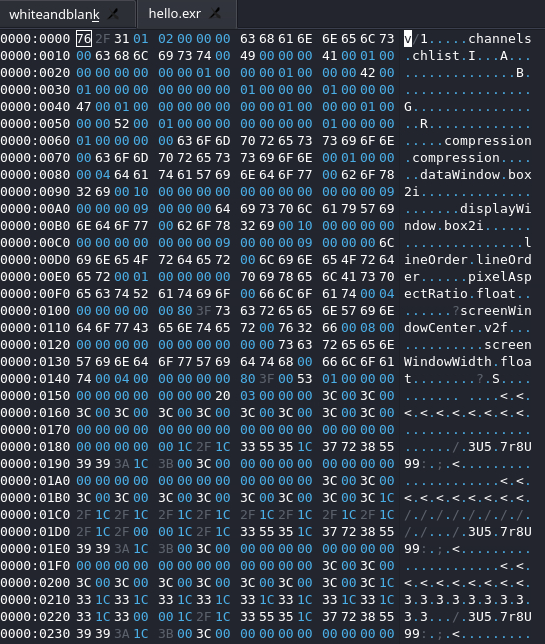 whiteandblank hello.exr
0000:0000 76 2F 31 01 02 00 00 00 63 68 61 6E 6E 65 6C 73 v/1.....channels
0000:0010 00 63 68 6C 69 73 74 00 49 00 00 00 41 00 01 00 .chlist.I...A...
0000:0020 00 00 00 00 00 00 01 00 00 00 01 00 00 00 42 00 ..............B.
0000:0030 01 00 00 00 00 00 00 00 01 00 00 00 01 00 00 00 ................
0000:0040 47 00 01 00 00 00 00 00 00 00 01 00 00 00 01 00 G...............
0000:0050 00 00 52 00 01 00 00 00 00 00 00 00 01 00 00 00 ..R.............
0000:0060 01 00 00 00 00 63 6F 6D 70 72 65 73 73 69 6F 6E .....compression
0000:0070 00 63 6F 6D 70 72 65 73 73 69 6F 6E 00 01 00 00 .compression....
0000:0080 00 04 64 61 74 61 57 69 6E 64 6F 77 00 62 6F 78 ..dataWindow.box
0000:0090 32 69 00 10 00 00 00 00 00 00 00 00 00 00 00 09 2i..............
0000:00A0 00 00 00 09 00 00 00 64 69 73 70 6C 61 79 57 69 .......displayWi
0000:00B0 6E 64 6F 77 00 62 6F 78 32 69 00 10 00 00 00 00 ndow.box2i......
0000:00C0 00 00 00 00 00 00 00 09 00 00 00 09 00 00 00 6C ...............l
0000:00D0 69 6E 65 4F 72 64 65 72 00 6C 69 6E 65 4F 72 64 ineOrder.lineOrd
0000:00E0 65 72 00 01 00 00 00 00 70 69 78 65 6C 41 73 70 er......pixelAsp
0000:00F0 65 63 74 52 61 74 69 6F 00 66 6C 6F 61 74 00 04 ectRatio.float..
0000:0100 00 00 00 00 00 80 3F 73 63 72 65 65 6E 57 69 6E ......?screenWin
0000:0110 64 6F 77 43 65 6E 74 65 72 00 76 32 66 00 08 00 dowCenter.v2f...
0000:0120 00 00 00 00 00 00 00 00 00 00 73 63 72 65 65 6E ..........screen
0000:0130 57 69 6E 64 6F 77 57 69 64 74 68 00 66 6C 6F 61 WindowWidth.floa
0000:0140 74 00 04 00 00 00 00 00 80 3F 00 53 01 00 00 00 t........?.S....
0000:0150 00 00 00 00 00 00 00 20 03 00 00 00 3C 00 3C 00 ....... ....<.<.
0000:0160 3C 00 3C 00 3C 00 3C 00 3C 00 3C 00 3C 00 3C 00 <.<.<.<.<.<.<.<.
0000:0170 00 00 00 00 00 00 00 00 00 00 00 00 00 00 00 00 ................
0000:0180 00 00 00 00 00 1C 2F 1C 33 55 35 1C 37 72 38 55 ....../.3U5.7r8U
0000:0190 39 39 3A 1C 3B 00 3C 00 00 00 00 00 00 00 00 00 99:.;.<.........
0000:01A0 00 00 00 00 00 00 00 00 00 00 00 00 3C 00 3C 00 ............<.<.
0000:01B0 3C 00 3C 00 3C 00 3C 00 3C 00 3C 00 3C 00 3C 1C <.<.<.<.<.<.<.<.
0000:01C0 2F 1C 2F 1C 2F 1C 2F 1C 2F 1C 2F 1C 2F 1C 2F 1C /./././././././.
0000:01D0 2F 1C 2F 00 00 1C 2F 1C 33 55 35 1C 37 72 38 55 /./.../.3U5.7r8U
0000:01E0 39 39 3A 1C 3B 00 3C 00 00 00 00 00 00 00 00 00 99:.;.<.........
0000:01F0 00 00 00 00 00 00 00 00 00 00 00 00 3C 00 3C 00 ............<.<.
0000:0200 3C 00 3C 00 3C 00 3C 00 3C 00 3C 00 3C 00 3C 1C <.<.<.<.<.<.<.<.
0000:0210 33 1C 33 1C 33 1C 33 1C 33 1C 33 1C 33 1C 33 1C 3.3.3.3.3.3.3.3.
0000:0220 33 1C 33 00 00 1C 2F 1C 33 55 35 1C 37 72 38 55 3.3.../.3U5.7r8U
0000:0230 39 39 3A 1C 3B 00 3C 00 00 00 00 00 00 00 00 00 99:.;.<.........